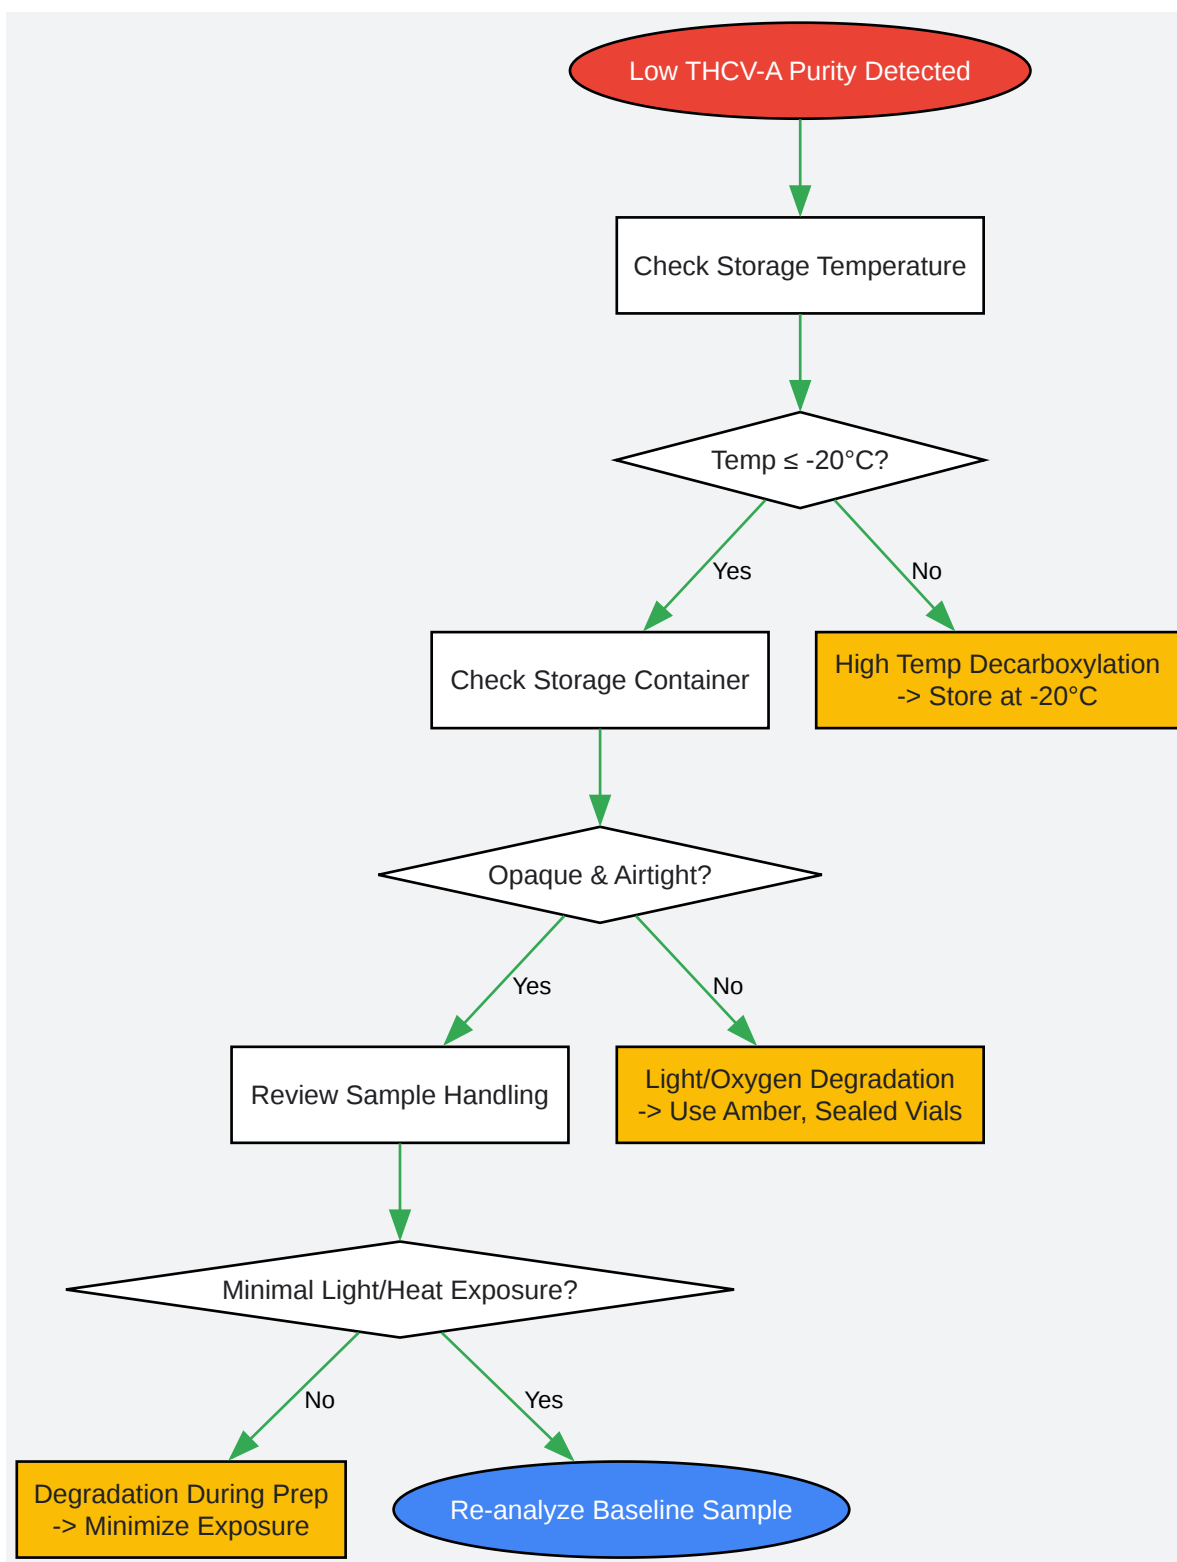 Low THCV-A Purity Detected
Check Storage Temperature
Temp ≤ -20°C?
Yes
No
Check Storage Container
High Temp Decarboxylation
-> Store at -20°C
Opaque & Airtight?
Yes
No
Review Sample Handling
Light/Oxygen Degradation
-> Use Amber, Sealed Vials
Minimal Light/Heat Exposure?
No
Yes
Degradation During Prep
-> Minimize Exposure
Re-analyze Baseline Sample